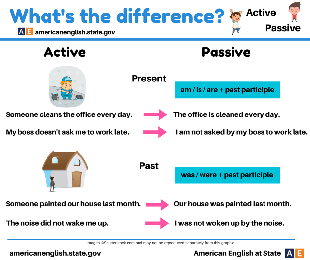 What's the difference?
Active
Passive
AE americanenglish.state.gov
Active Passive
Present
am / is / are + past participle
Someone cleans the office every day. The office is cleaned every day.
My boss doesn't ask me to work late. I am not asked by my boss to work late.
Past
was / were + past participle
Someone painted our house last month. Our house was painted last month.
The noise did not wake me up. I was not woken up by the noise.
americanenglish.state.gov American English at State AE